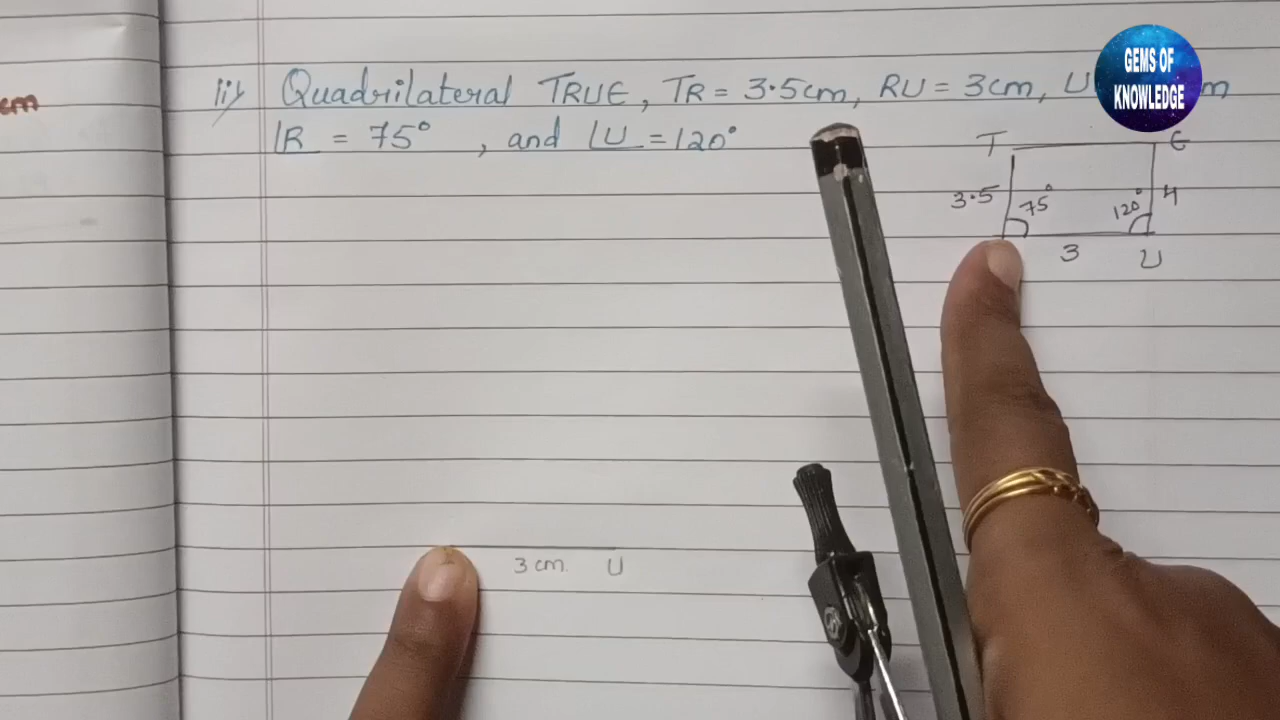 cm
ii) Quadrilateral TRUE, TR = 3.5cm, RU = 3cm, U m
∠R = 75° , and ∠U = 120°
GEMS OF
KNOWLEDGE
T E
3.5 75° 120° 4
3 U
3 cm. U